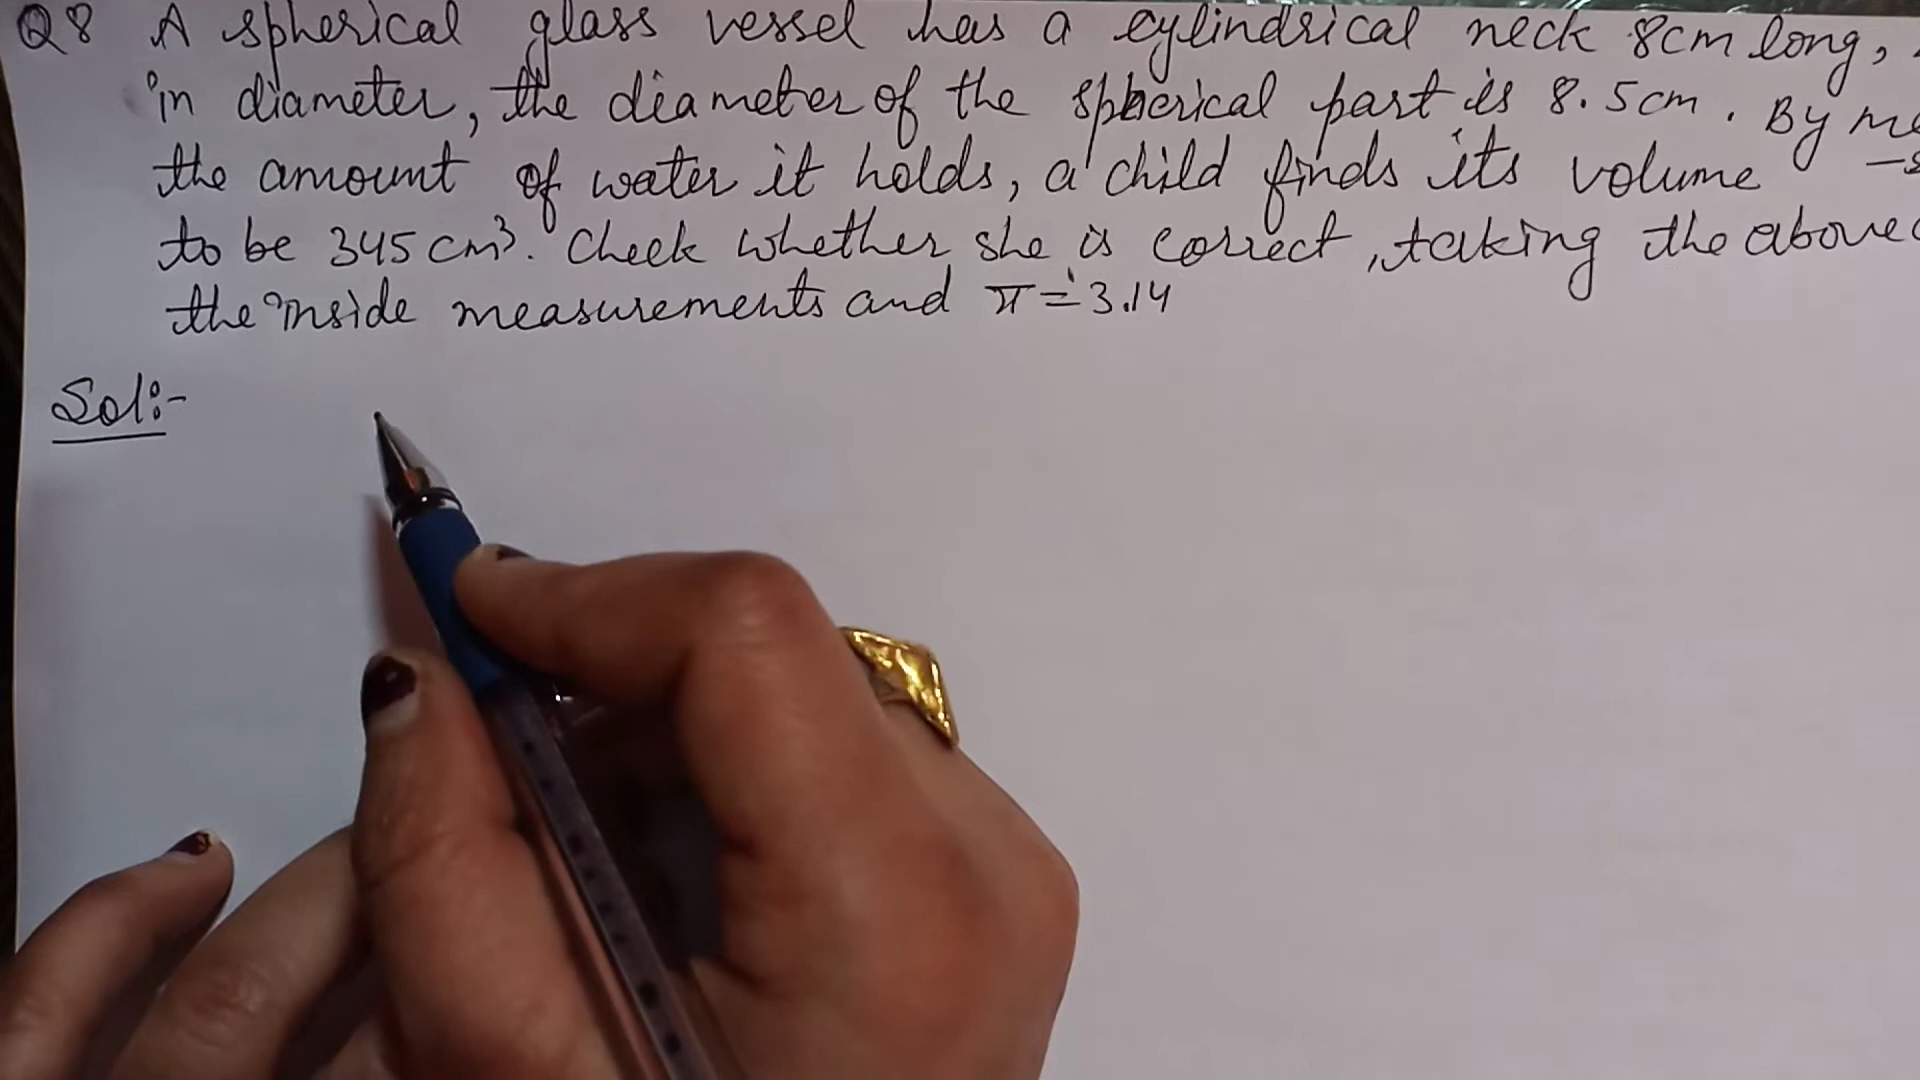 Q8 A spherical glass vessel has a cylindrical neck 8cm long,
in diameter, the diameter of the spherical part is 8.5cm. By me
the amount of water it holds, a child finds its volume
to be 345 cm³. Check whether she is correct, taking the above
the inside measurements and π = 3.14
Sol:-